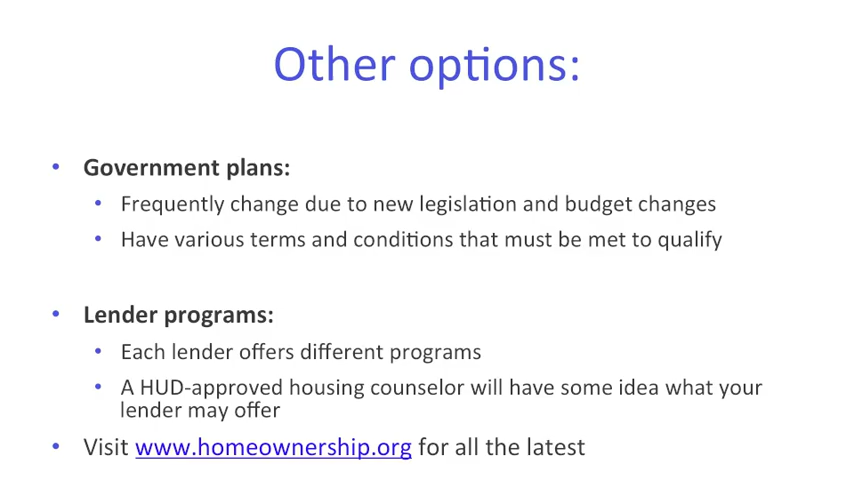 Other options:
• Government plans:
• Frequently change due to new legislation and budget changes
• Have various terms and conditions that must be met to qualify
• Lender programs:
• Each lender offers different programs
• A HUD-approved housing counselor will have some idea what your
lender may offer
• Visit www.homeownership.org for all the latest